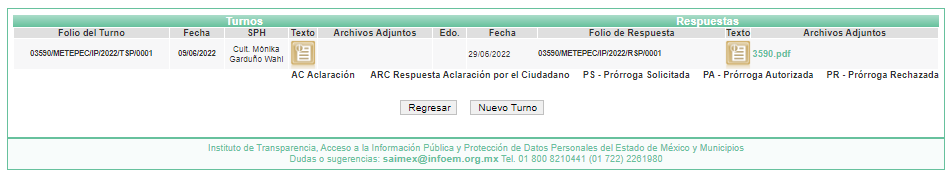 Turnos Respuestas
Folio del Turno Fecha SPH Texto Archivos Adjuntos Edo. Fecha Folio de Respuesta Texto Archivos Adjuntos
03590/METEPEC/IP/2022/TSP/0001 09/06/2022 Cult. Mónika Garduño Wahl 29/06/2022 03590/METEPEC/IP/2022/RSP/0001 3590.pdf
AC Aclaración ARC Respuesta Aclaración por el Ciudadano PS - Prórroga Solicitada PA - Prórroga Autorizada PR - Prórroga Rechazada
Regresar Nuevo Turno
Instituto de Transparencia, Acceso a la Información Pública y Protección de Datos Personales del Estado de México y Municipios
Dudas o sugerencias: saimex@infoem.org.mx Tel. 01 800 8210441 (01 722) 2261980